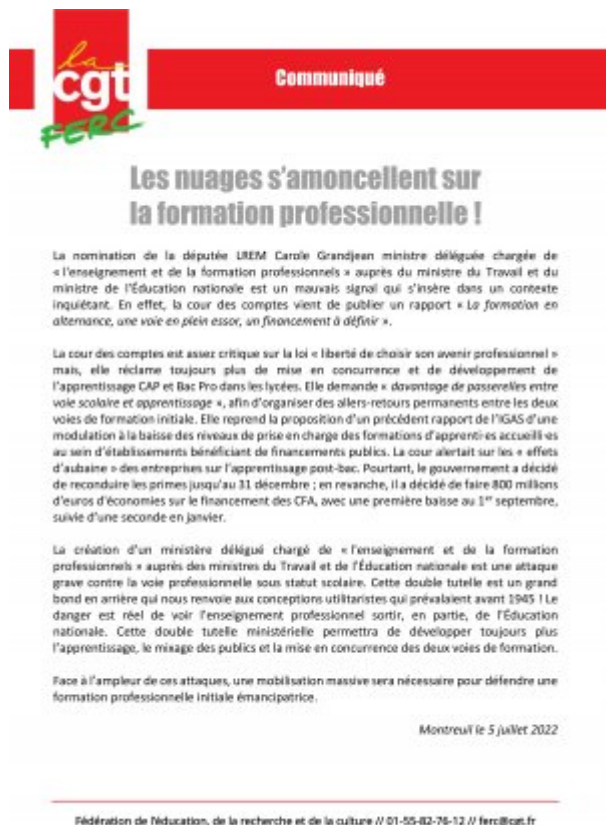 la
cgt
FERC
Communiqué
Les nuages s'amoncellent sur
la formation professionnelle !
La nomination de la députée LREM Carole Grandjean ministre déléguée chargée de
« l'enseignement et de la formation professionnels » auprès du ministre du Travail et du
ministre de l'Éducation nationale est un mauvais signal qui s'insère dans un contexte
inquiétant. En effet, la cour des comptes vient de publier un rapport « La formation en
alternance, une voie en plein essor, un financement à définir ».
La cour des comptes est assez critique sur la loi « liberté de choisir son avenir professionnel »
mais, elle réclame toujours plus de mise en concurrence et de développement de
l'apprentissage CAP et Bac Pro dans les lycées. Elle demande « davantage de passerelles entre
voie scolaire et apprentissage », afin d'organiser des allers-retours permanents entre les deux
voies de formation initiale. Elle reprend la proposition d'un précédent rapport de l'IGAS d'une
modulation à la baisse des niveaux de prise en charge des formations d'apprenti·es accueilli·es
au sein d'établissements bénéficiant de financements publics. La cour alertait sur les « effets
d'aubaine » des entreprises sur l'apprentissage post-bac. Pourtant, le gouvernement a décidé
de reconduire les primes jusqu'au 31 décembre ; en revanche, il a décidé de faire 800 millions
d'euros d'économies sur le financement des CFA, avec une première baisse au 1er septembre,
suivie d'une seconde en janvier.
La création d'un ministère délégué chargé de « l'enseignement et de la formation
professionnels » auprès des ministres du Travail et de l'Éducation nationale est une attaque
grave contre la voie professionnelle sous statut scolaire. Cette double tutelle est un grand
bond en arrière qui nous renvoie aux conceptions utilitaristes qui prévalaient avant 1945 ! Le
danger est réel de voir l'enseignement professionnel sortir, en partie, de l'Éducation
nationale. Cette double tutelle ministérielle permettra de développer toujours plus
l'apprentissage, le mixage des publics et la mise en concurrence des deux voies de formation.
Face à l'ampleur de ces attaques, une mobilisation massive sera nécessaire pour défendre une
formation professionnelle initiale émancipatrice.
Montreuil le 5 juillet 2022
Fédération de l'éducation, de la recherche et de la culture // 01-55-82-76-12 // ferc@cgt.fr